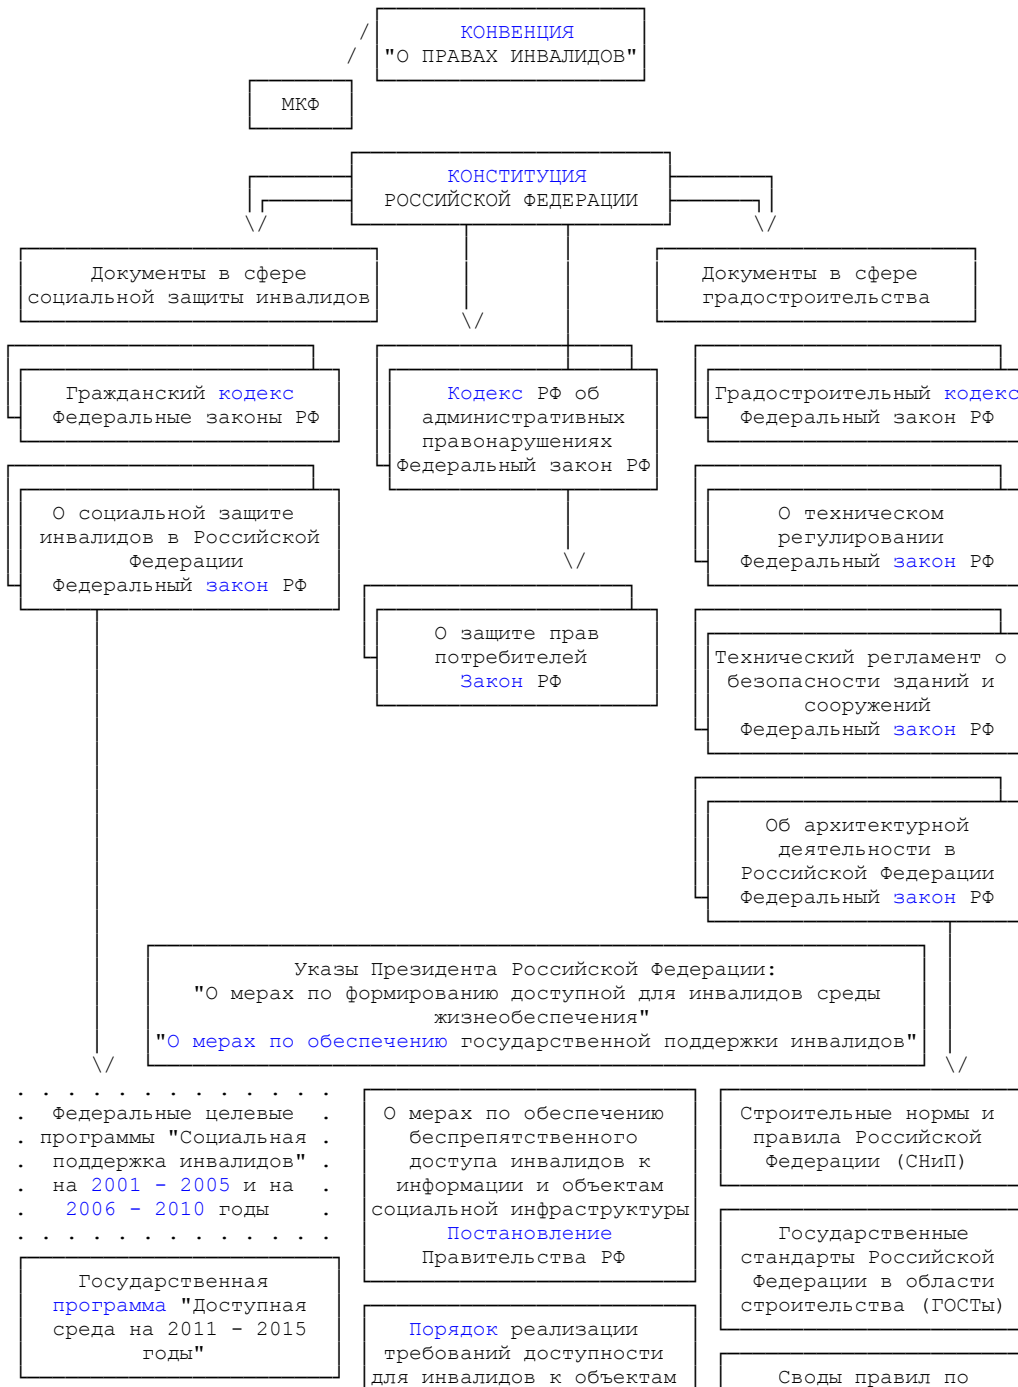 КОНВЕНЦИЯ
"О ПРАВАХ ИНВАЛИДОВ"
МКФ
КОНСТИТУЦИЯ
РОССИЙСКОЙ ФЕДЕРАЦИИ
Документы в сфере
социальной защиты инвалидов
Документы в сфере
градостроительства
Гражданский кодекс
Федеральные законы РФ
Кодекс РФ об
административных
правонарушениях
Федеральный закон РФ
Градостроительный кодекс
Федеральный закон РФ
О социальной защите
инвалидов в Российской
Федерации
Федеральный закон РФ
О техническом
регулировании
Федеральный закон РФ
О защите прав
потребителей
Закон РФ
Технический регламент о
безопасности зданий и
сооружений
Федеральный закон РФ
Об архитектурной
деятельности в
Российской Федерации
Федеральный закон РФ
Указы Президента Российской Федерации:
"О мерах по формированию доступной для инвалидов среды
жизнеобеспечения"
"О мерах по обеспечению государственной поддержки инвалидов"
Федеральные целевые
программы "Социальная
поддержка инвалидов"
на 2001 - 2005 и на
2006 - 2010 годы
О мерах по обеспечению
беспрепятственного
доступа инвалидов к
информации и объектам
социальной инфраструктуры
Постановление
Правительства РФ
Строительные нормы и
правила Российской
Федерации (СНиП)
Государственные
стандарты Российской
Федерации в области
строительства (ГОСТы)
Государственная
программа "Доступная
среда на 2011 - 2015
годы"
Порядок реализации
требований доступности
для инвалидов к объектам
Своды правил по